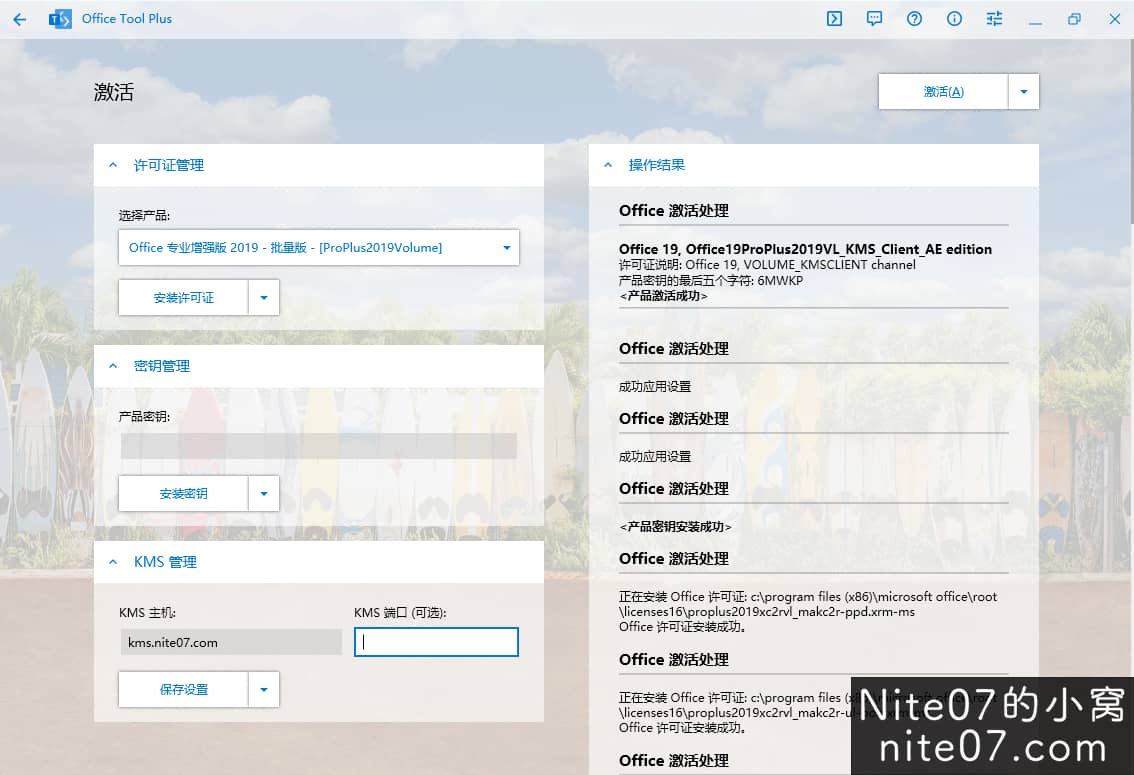 Office Tool Plus
激活
激活(A)
许可证管理
选择产品:
Office 专业增强版 2019 - 批量版 - [ProPlus2019Volume]
安装许可证
密钥管理
产品密钥:
安装密钥
KMS 管理
KMS 主机:
KMS 端口 (可选):
kms.nite07.com
保存设置
操作结果
Office 激活处理
Office 19, Office19ProPlus2019VL_KMS_Client_AE edition
许可证说明: Office 19, VOLUME_KMSCLIENT channel
产品密钥的最后五个字符: 6MWKP
<产品激活成功>
Office 激活处理
成功应用设置
Office 激活处理
成功应用设置
Office 激活处理
<产品密钥安装成功>
Office 激活处理
正在安装 Office 许可证: c:\program files (x86)\microsoft office\root
\licenses16\proplus2019xc2rvl_makc2r-ppd.xrm-ms
Office 许可证安装成功。
Office 激活处理
正在安装 Office 许可证: c:\program files (x86)\microsoft office\root
\licenses16\proplus2019xc2rvl_makc2r-ul-oob.xrm-ms
Office 许可证安装成功。
Office 激活处理
Nite07的小窝
nite07.com